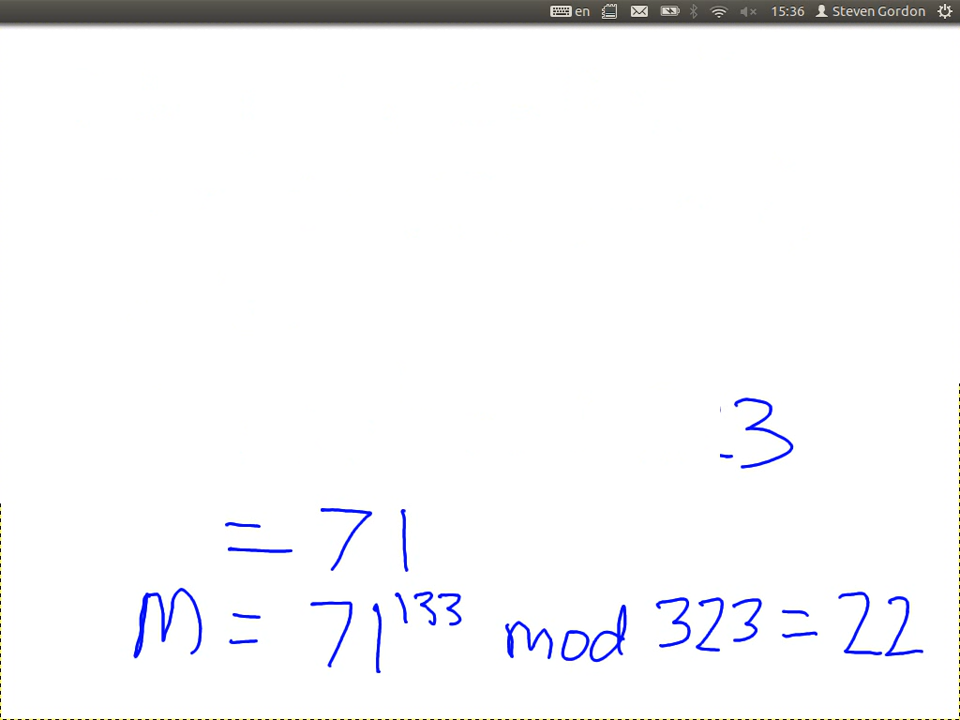 en 15:36 Steven Gordon
3
= 71
M = 71^133 mod 323 = 22